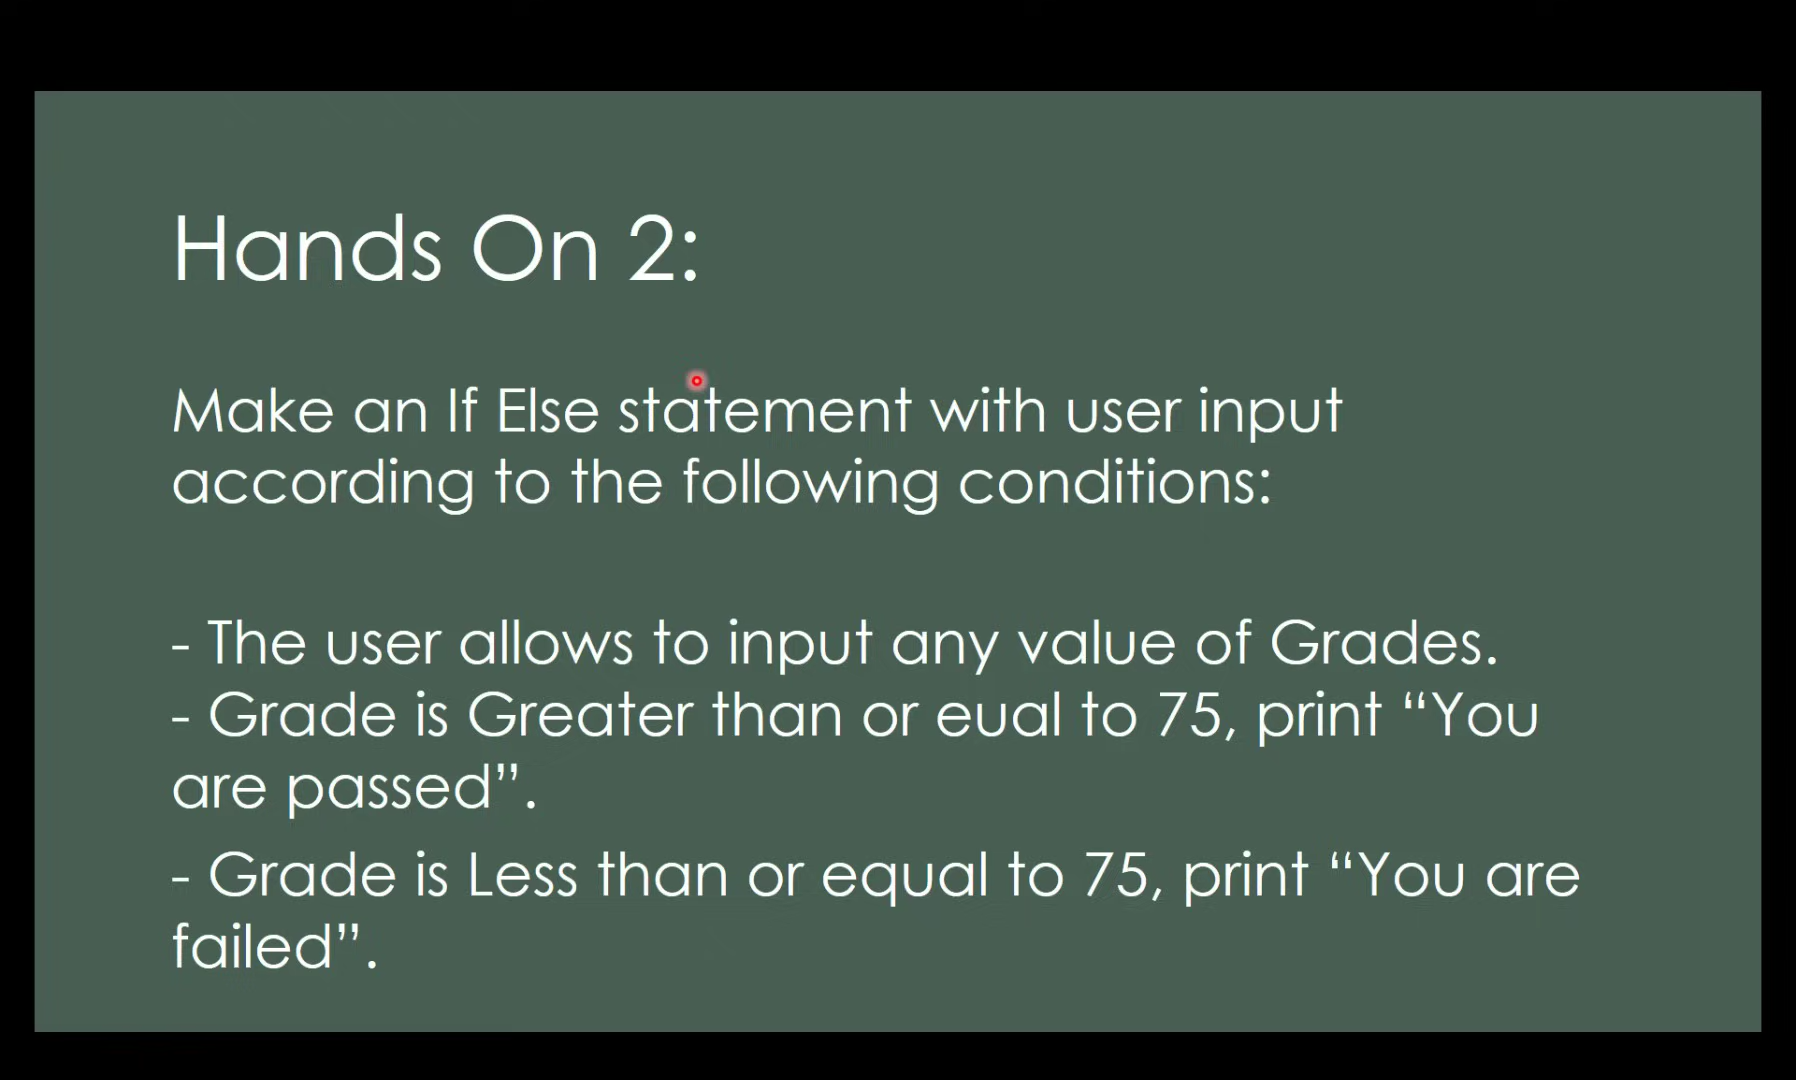 Hands On 2:
Make an If Else statement with user input
according to the following conditions:
- The user allows to input any value of Grades.
- Grade is Greater than or eual to 75, print “You
are passed”.
- Grade is Less than or equal to 75, print “You are
failed”.